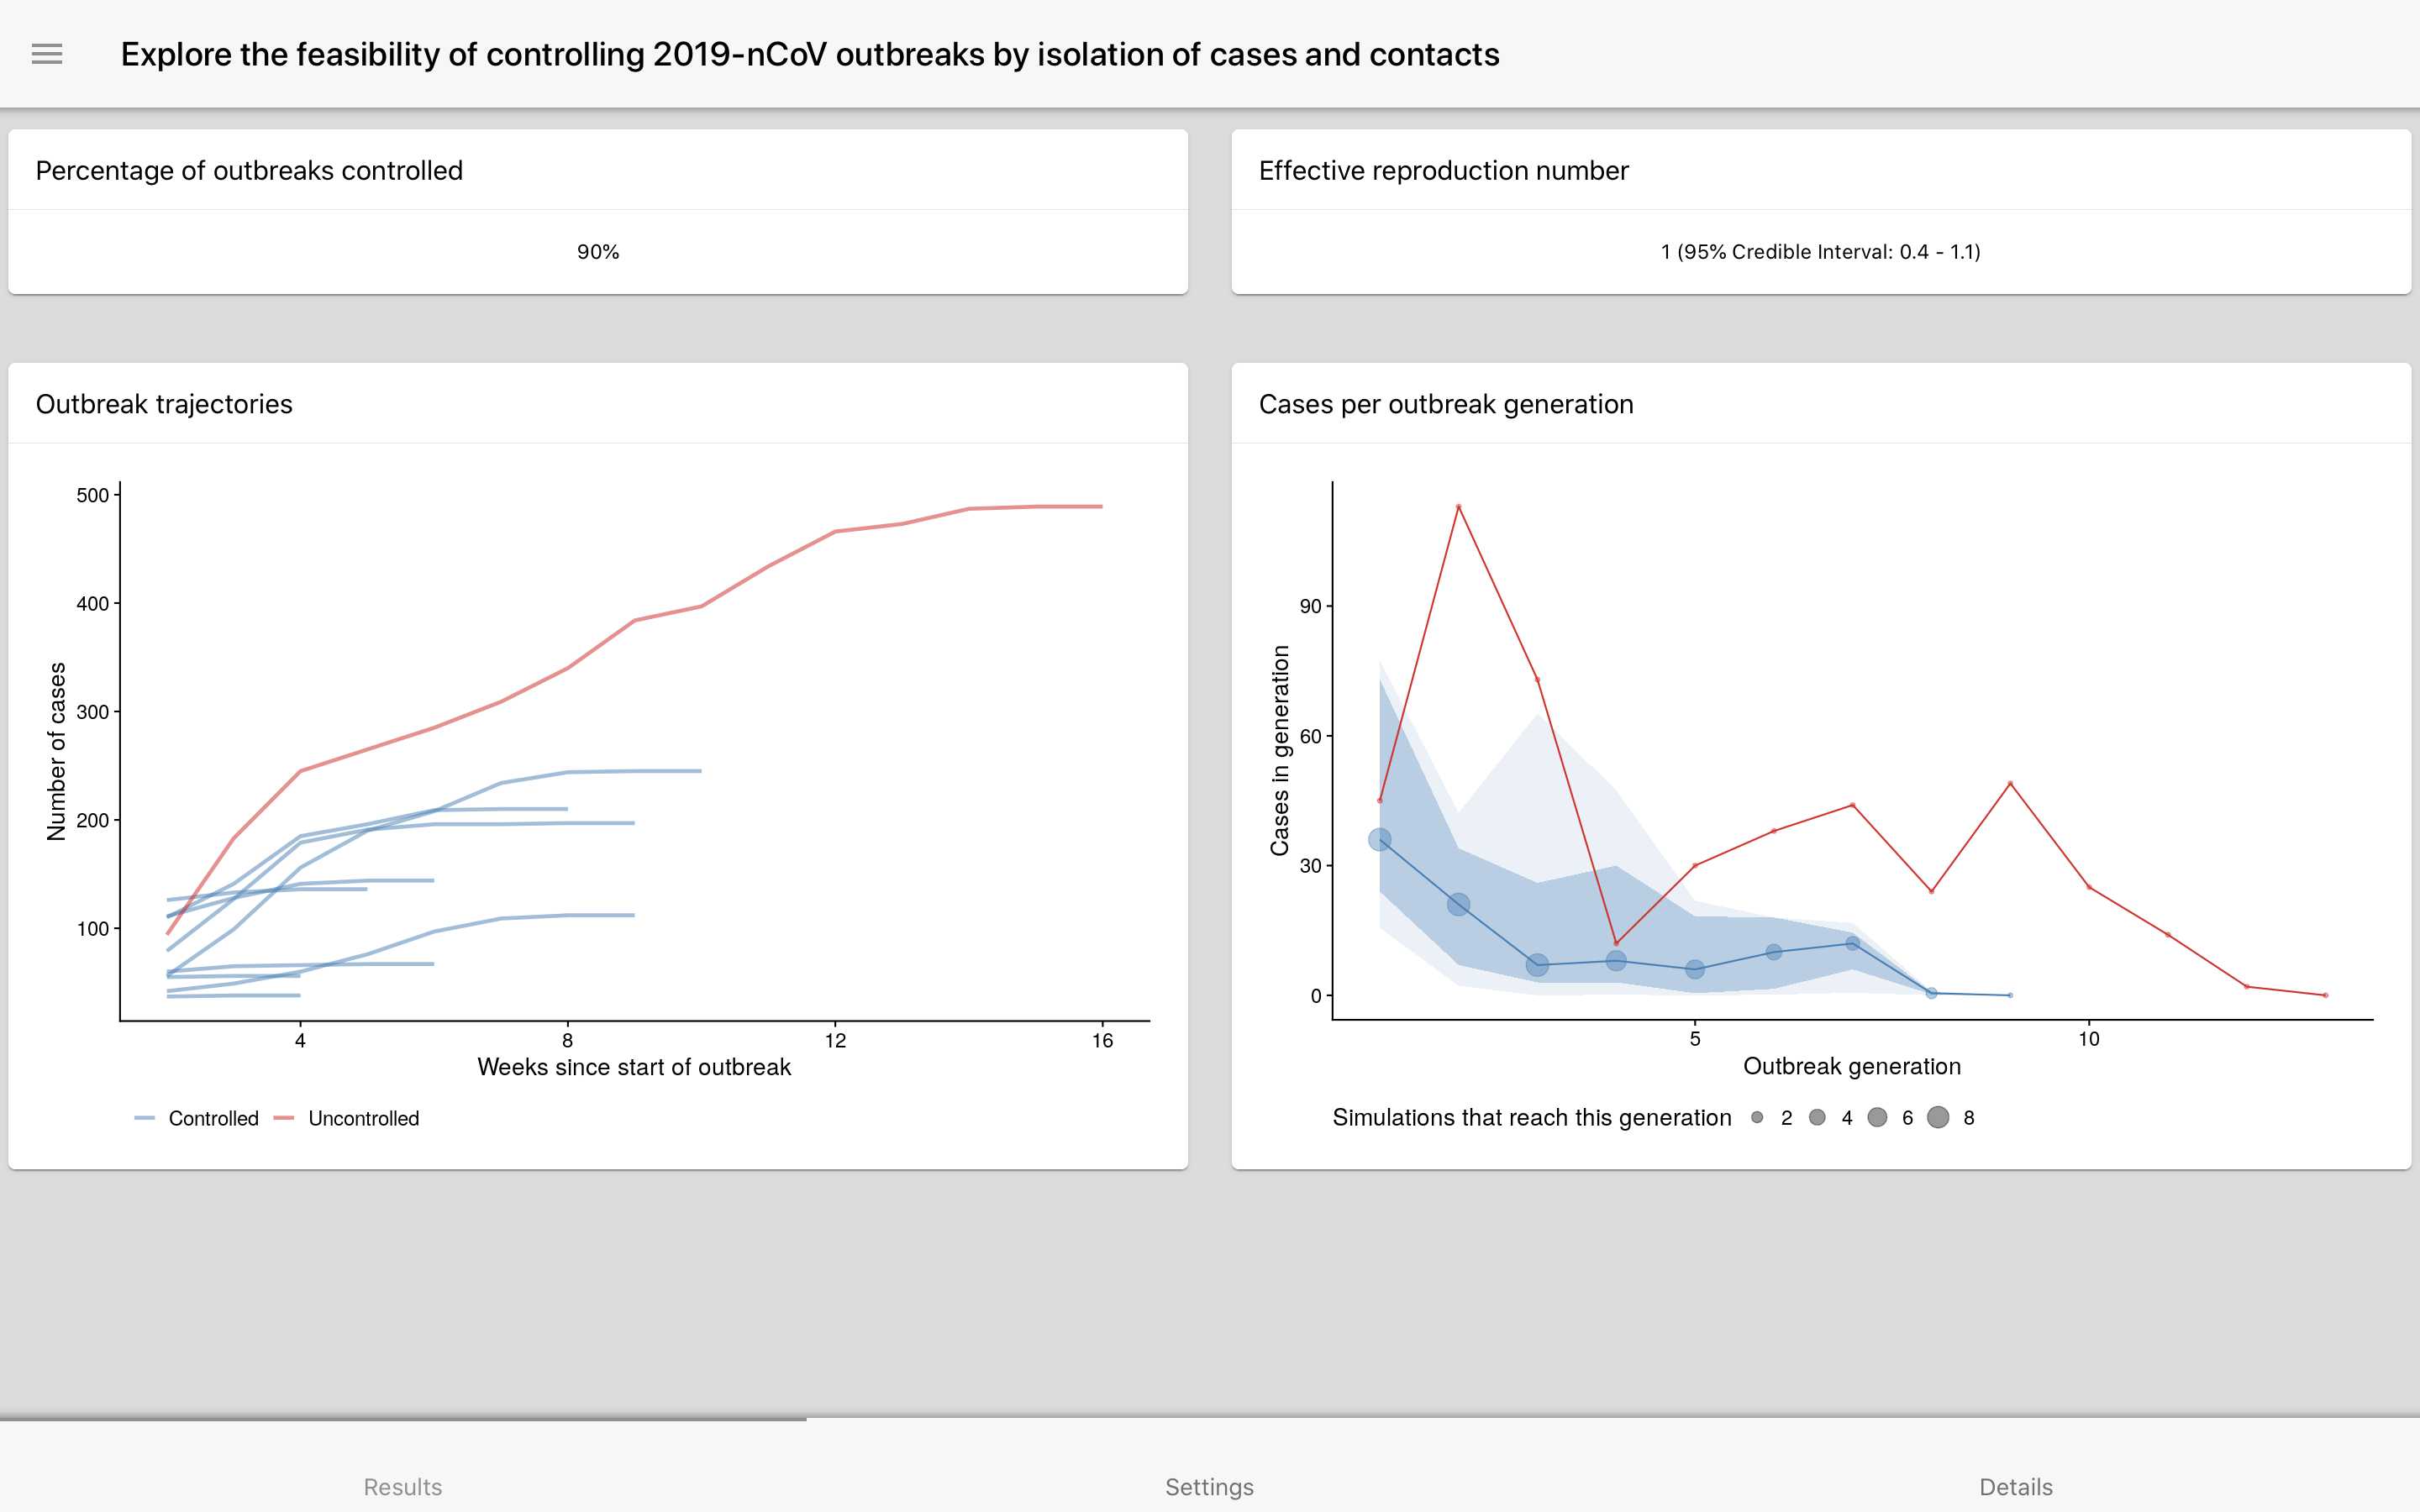 Explore the feasibility of controlling 2019-nCoV outbreaks by isolation of cases and contacts
Percentage of outbreaks controlled
90%
Effective reproduction number
1 (95% Credible Interval: 0.4 - 1.1)
Outbreak trajectories
500
400
300
200
100
Number of cases
4 8 12 16
Weeks since start of outbreak
Controlled Uncontrolled
Cases per outbreak generation
90
60
30
0
Cases in generation
5 10
Outbreak generation
Simulations that reach this generation 2 4 6 8
Results Settings Details